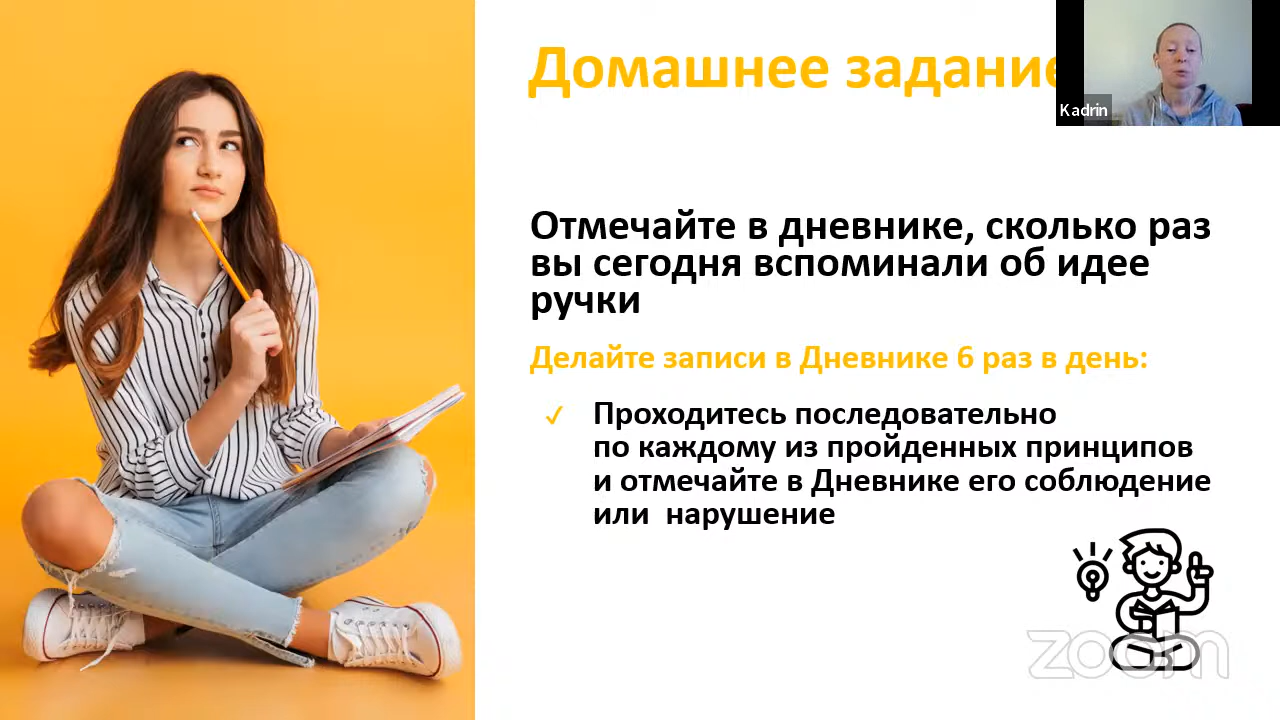 Домашнее задание
Kadrin
Отмечайте в дневнике, сколько раз
вы сегодня вспоминали об идее
ручки
Делайте записи в Дневнике 6 раз в день:
✓ Проходитесь последовательно
по каждому из пройденных принципов
и отмечайте в Дневнике его соблюдение
или нарушение
zoom